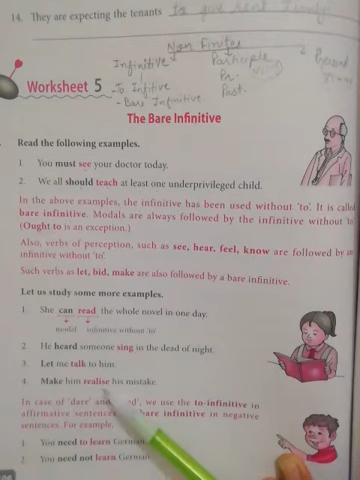 14. They are expecting the tenants to give rent
Non Finites
Infinitive Participle
- To Infitive Pr.
- Bare Infinitive Past.
Worksheet 5
The Bare Infinitive
Read the following examples.
1. You must see your doctor today.
2. We all should teach at least one underprivileged child.
In the above examples, the infinitive has been used without 'to'. It is called
bare infinitive. Modals are always followed by the infinitive without 'to'
(Ought to is an exception.)
Also, verbs of perception, such as see, hear, feel, know are followed by an
infinitive without 'to'.
Such verbs as let, bid, make are also followed by a bare infinitive.
Let us study some more examples.
1. She can read the whole novel in one day.
modal infinitive without 'to'
2. He heard someone sing in the dead of night.
3. Let me talk to him.
4. Make him realise his mistake.
In case of 'dare' and we use the to-infinitive in
affirmative sentences bare infinitive in negative
sentences. For example,
1. You need to learn German
2. You need not learn German